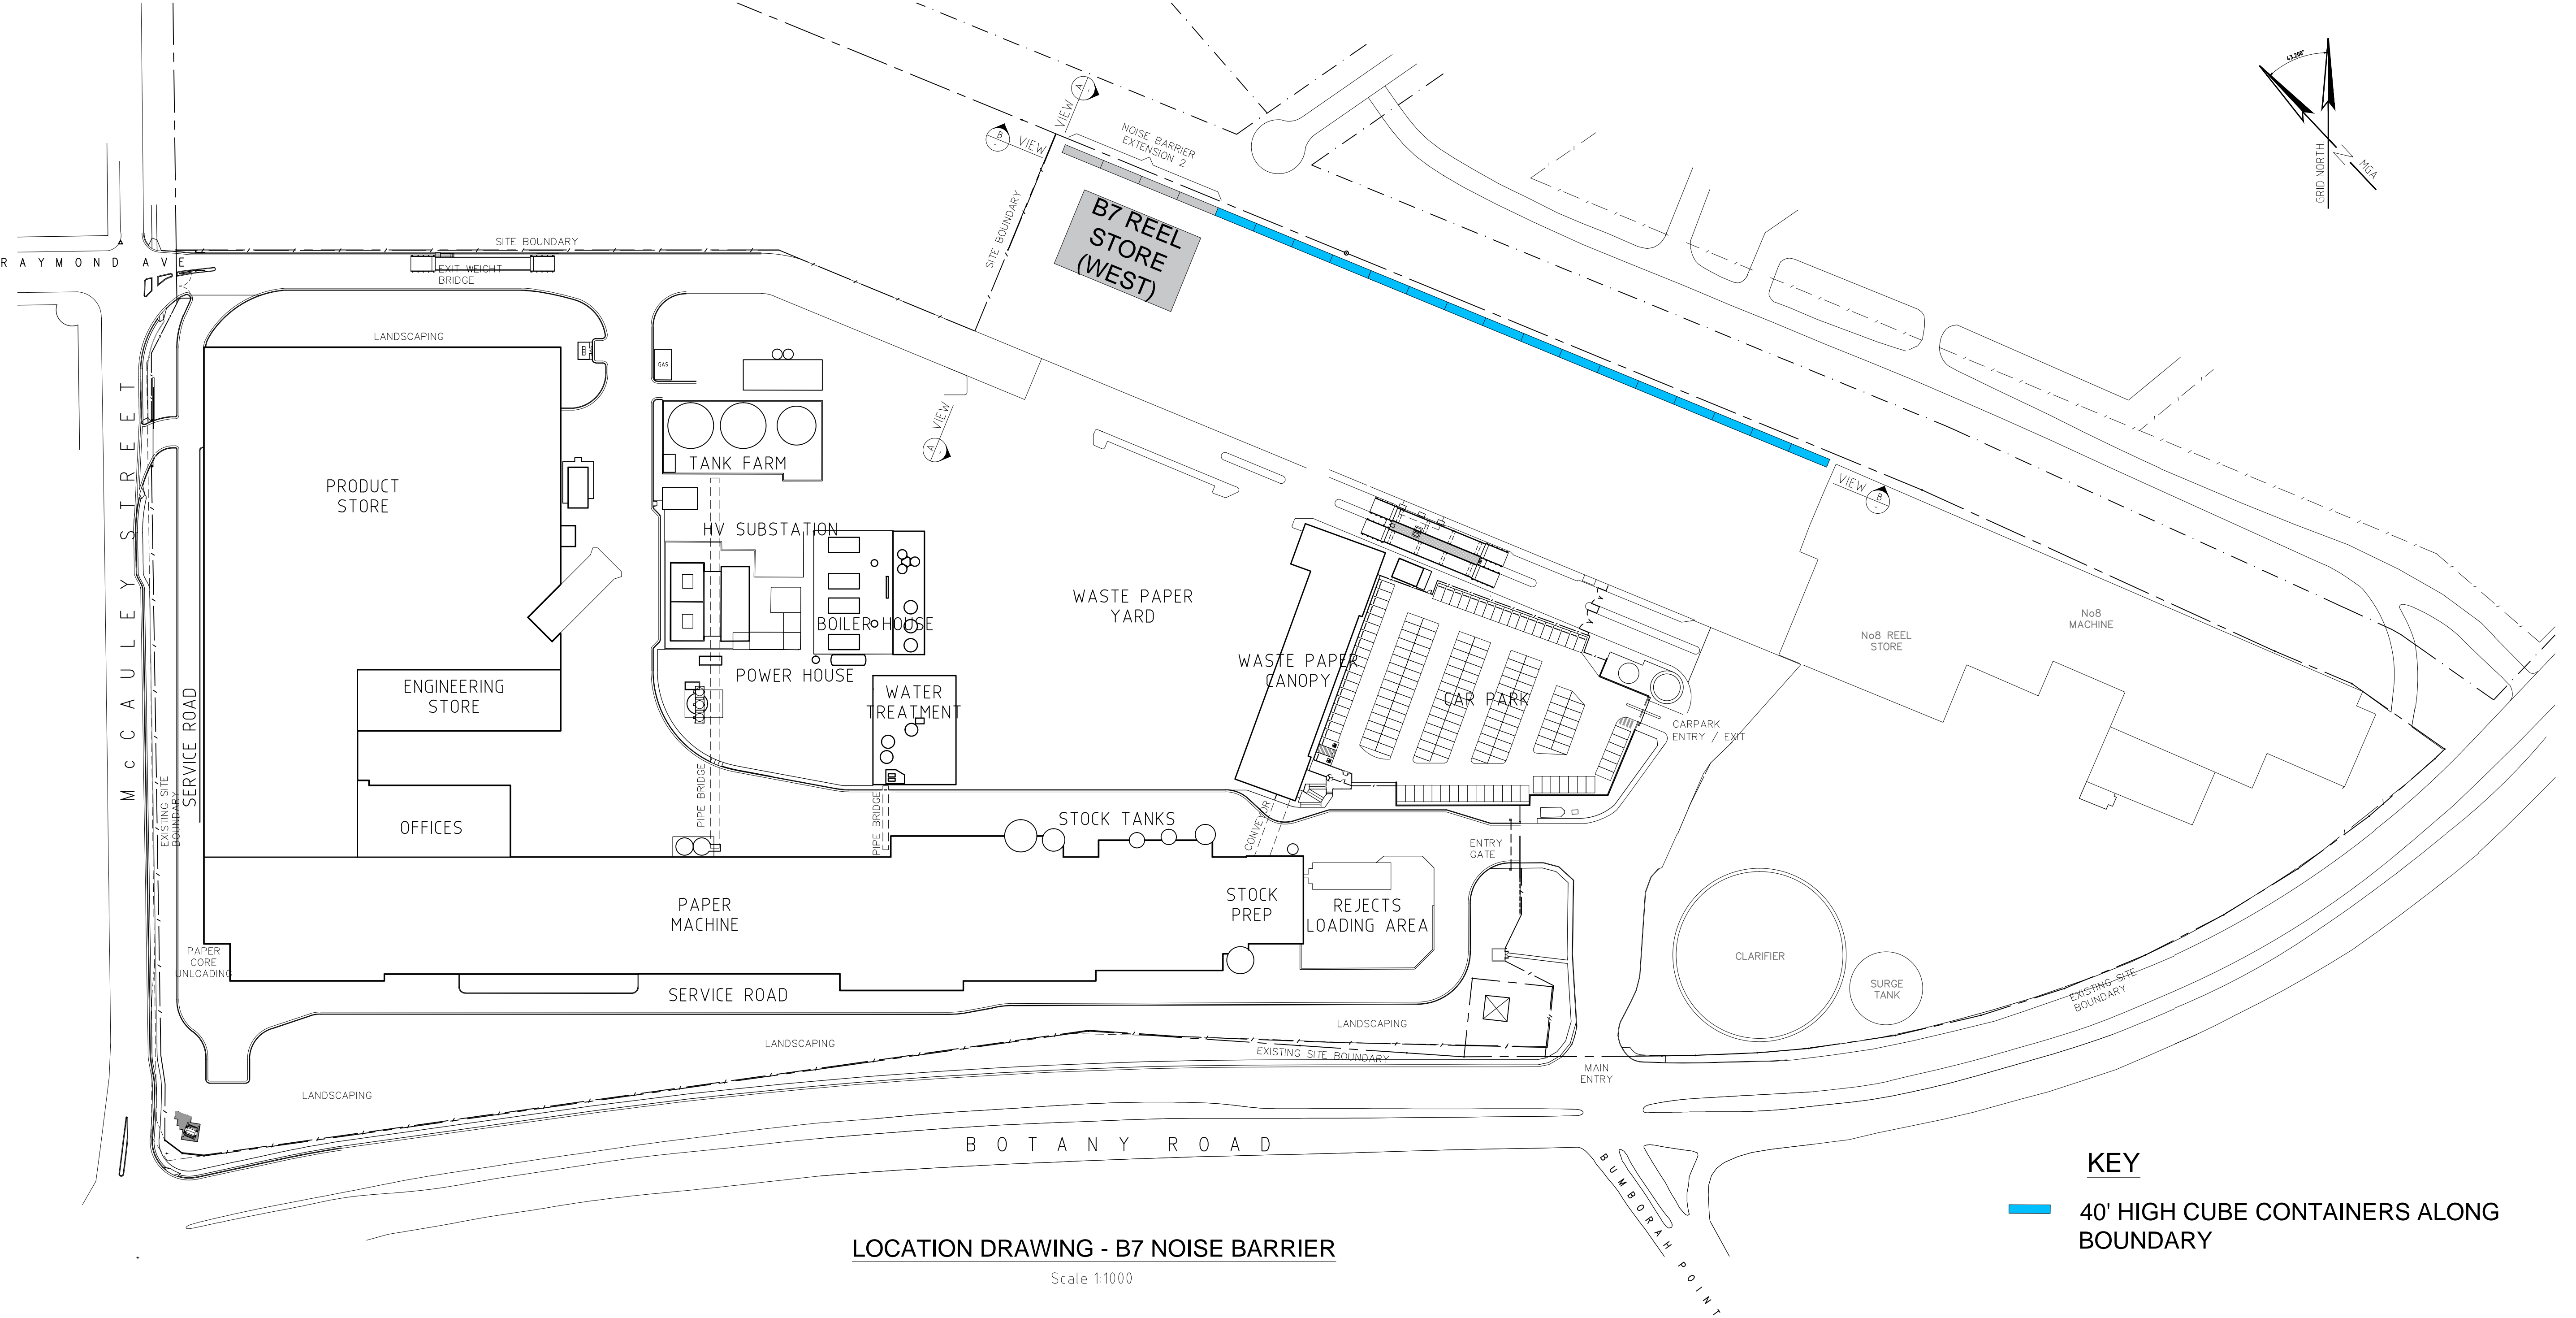 43.200°
GRID NORTH.
N
MGA
VIEW
A
-
VIEW
B
-
NOISE BARRIER
EXTENSION 2
SITE BOUNDARY
B7 REEL
STORE
(WEST)
SITE BOUNDARY
RAYMOND AVE
EXIT WEIGHT
BRIDGE
LANDSCAPING
GAS
VIEW
A
-
TANK FARM
VIEW
B
-
McCAULEY STREET
PRODUCT
STORE
HV SUBSTATION
WASTE PAPER
YARD
BOILER HOUSE
No8
MACHINE
No8 REEL
STORE
WASTE PAPER
CANOPY
POWER HOUSE
ENGINEERING
STORE
WATER
TREATMENT
CAR PARK
CARPARK
ENTRY / EXIT
SERVICE ROAD
EXISTING SITE
BOUNDARY
PIPE BRIDGE
PIPE BRIDGE
OFFICES
STOCK TANKS
CONVEYOR
ENTRY
GATE
PAPER
MACHINE
STOCK
PREP
REJECTS
LOADING AREA
PAPER
CORE
UNLOADING
CLARIFIER
SURGE
TANK
EXISTING SITE
BOUNDARY
SERVICE ROAD
LANDSCAPING
LANDSCAPING
EXISTING SITE BOUNDARY
MAIN
ENTRY
LANDSCAPING
BOTANY ROAD
BUMBORAH POINT
KEY
40' HIGH CUBE CONTAINERS ALONG
BOUNDARY
LOCATION DRAWING - B7 NOISE BARRIER
Scale 1:1000